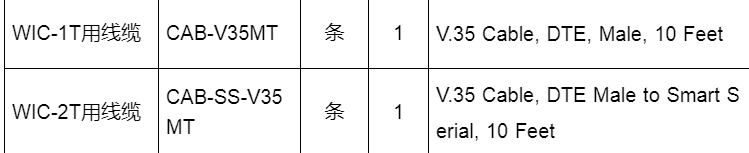 WIC-1T用线缆 CAB-V35MT 条 1 V.35 Cable, DTE, Male, 10 Feet
WIC-2T用线缆 CAB-SS-V35
MT 条 1 V.35 Cable, DTE Male to Smart S
erial, 10 Feet